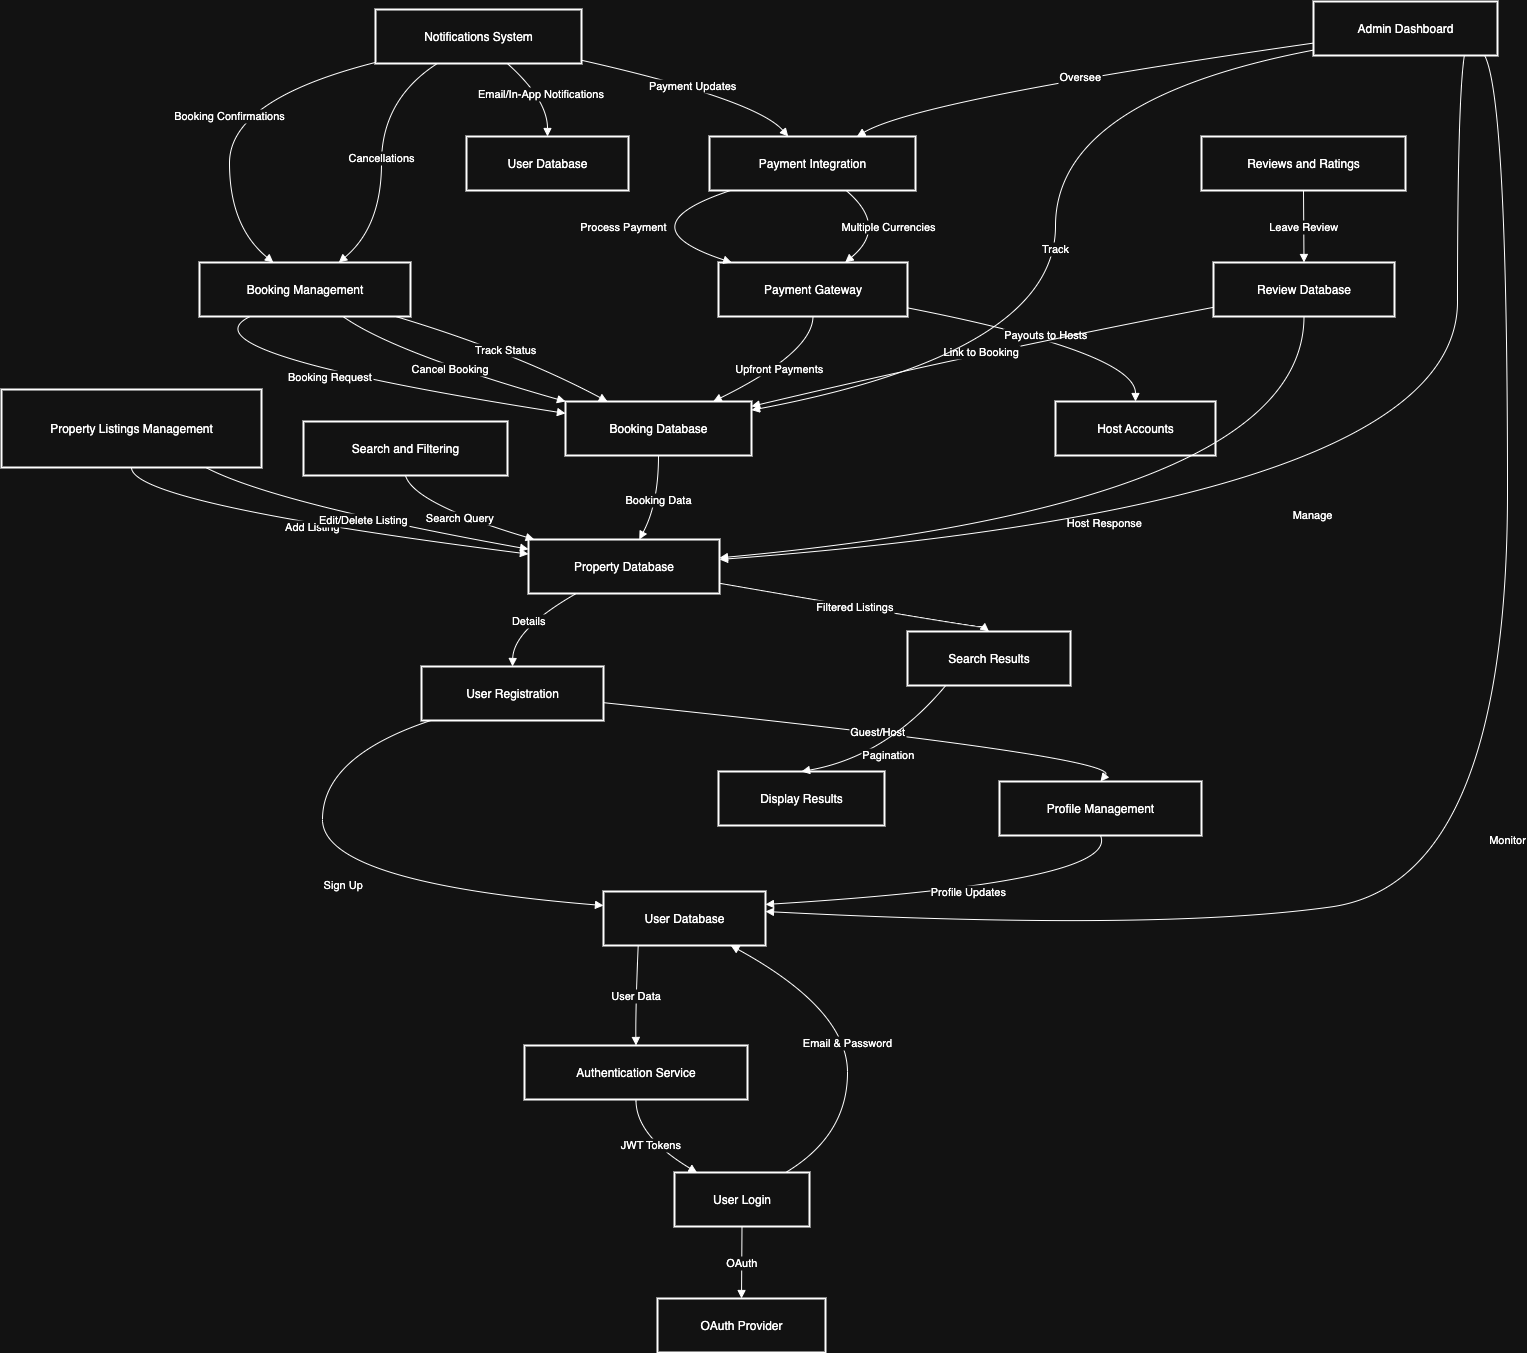 Notifications System
Admin Dashboard
Oversee
Payment Updates
Email/In-App Notifications
Booking Confirmations
Cancellations
User Database
Payment Integration
Reviews and Ratings
Process Payment
Multiple Currencies
Leave Review
Track
Booking Management
Payment Gateway
Review Database
Payouts to Hosts
Track Status
Link to Booking
Cancel Booking
Upfront Payments
Booking Request
Property Listings Management
Search and Filtering
Booking Database
Host Accounts
Booking Data
Manage
Search Query
Edit/Delete Listing
Host Response
Add Listing
Property Database
Filtered Listings
Details
Search Results
User Registration
Guest/Host
Pagination
Display Results
Profile Management
Monitor
Sign Up
Profile Updates
User Database
User Data
Email & Password
Authentication Service
JWT Tokens
User Login
OAuth
OAuth Provider